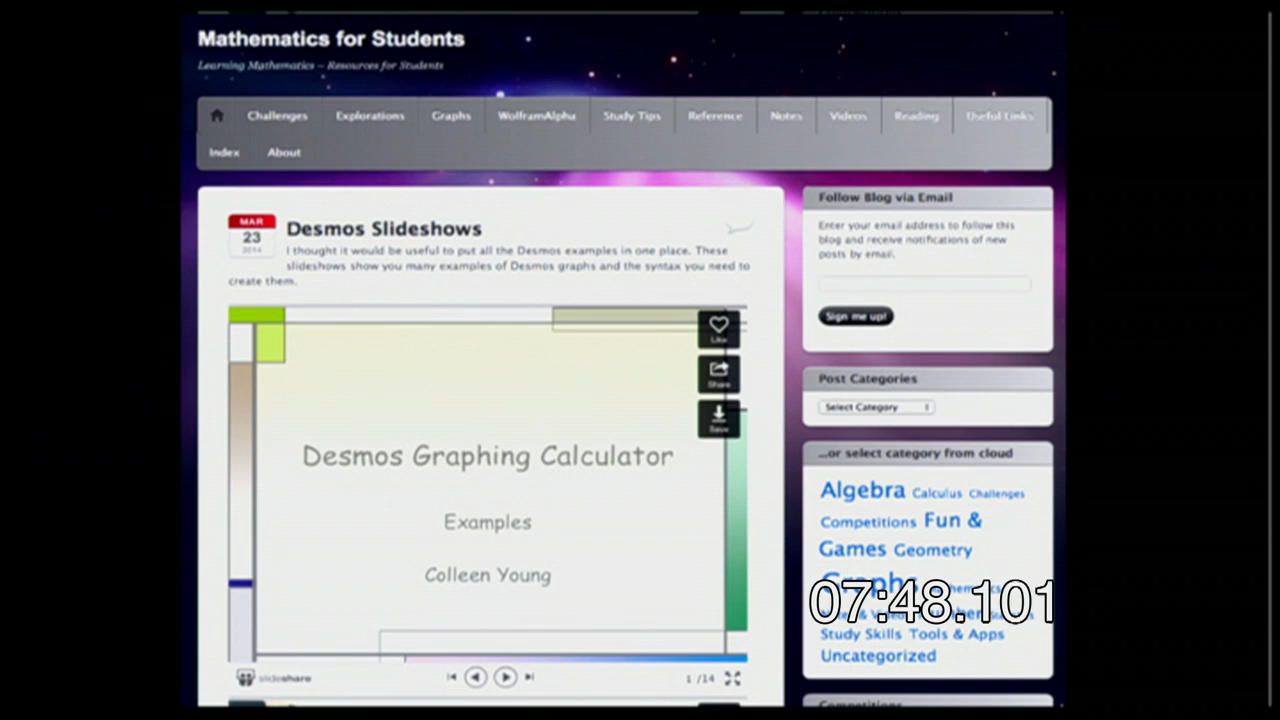 Mathematics for Students
Learning Mathematics – Resources for Students
Challenges Explorations Graphs WolframAlpha Study Tips Reference Notes Videos Reading Useful Links
Index About
MAR
23
2014
Desmos Slideshows
I thought it would be useful to put all the Desmos examples in one place. These
slideshows show you many examples of Desmos graphs and the syntax you need to
create them.
Like
Share
Save
Desmos Graphing Calculator
Examples
Colleen Young
slideshare
1 /14
Follow Blog via Email
Enter your email address to follow this
blog and receive notifications of new
posts by email.
Sign me up!
Post Categories
Select Category
...or select category from cloud
Algebra Calculus Challenges
Competitions Fun &
Games Geometry
Graphs
07:48.101
Study Skills Tools & Apps
Uncategorized
Competitions